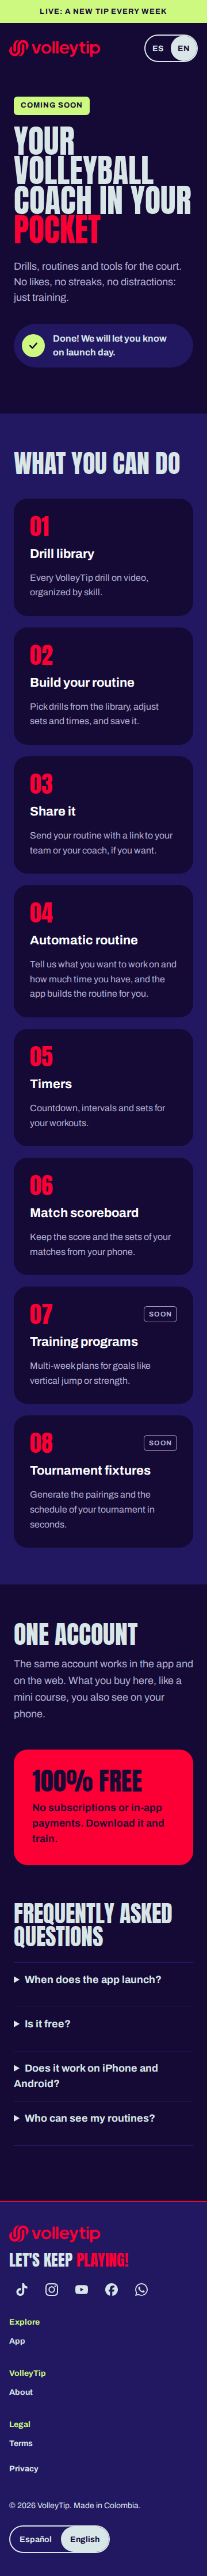 LIVE: A NEW TIP EVERY WEEK
volleytip
ES
EN
COMING SOON
YOUR
VOLLEYBALL
COACH IN YOUR
POCKET
Drills, routines and tools for the court.
No likes, no streaks, no distractions:
just training.
Done! We will let you know
on launch day.
WHAT YOU CAN DO
01
Drill library
Every VolleyTip drill on video,
organized by skill.
02
Build your routine
Pick drills from the library, adjust
sets and times, and save it.
03
Share it
Send your routine with a link to your
team or your coach, if you want.
04
Automatic routine
Tell us what you want to work on and
how much time you have, and the
app builds the routine for you.
05
Timers
Countdown, intervals and sets for
your workouts.
06
Match scoreboard
Keep the score and the sets of your
matches from your phone.
07
SOON
Training programs
Multi-week plans for goals like
vertical jump or strength.
08
SOON
Tournament fixtures
Generate the pairings and the
schedule of your tournament in
seconds.
ONE ACCOUNT
The same account works in the app and
on the web. What you buy here, like a
mini course, you also see on your
phone.
100% FREE
No subscriptions or in-app
payments. Download it and
train.
FREQUENTLY ASKED
QUESTIONS
When does the app launch?
Is it free?
Does it work on iPhone and
Android?
Who can see my routines?
volleytip
LET'S KEEP PLAYING!
Explore
App
VolleyTip
About
Legal
Terms
Privacy
© 2026 VolleyTip. Made in Colombia.
Español
English